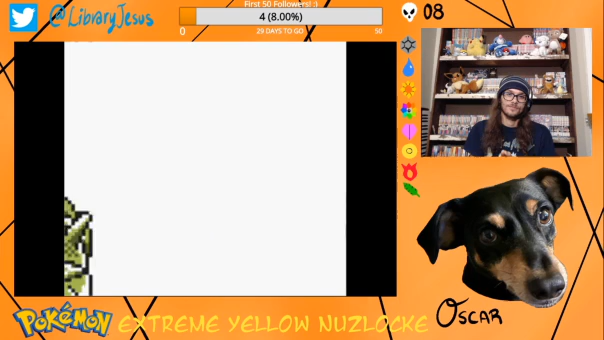 @LibraryJesus
First 50 Followers! :)
4 (8.00%)
0
29 DAYS TO GO
50
08
POKéMON
EXTREME YELLOW NUZLOCKE
OSCAR